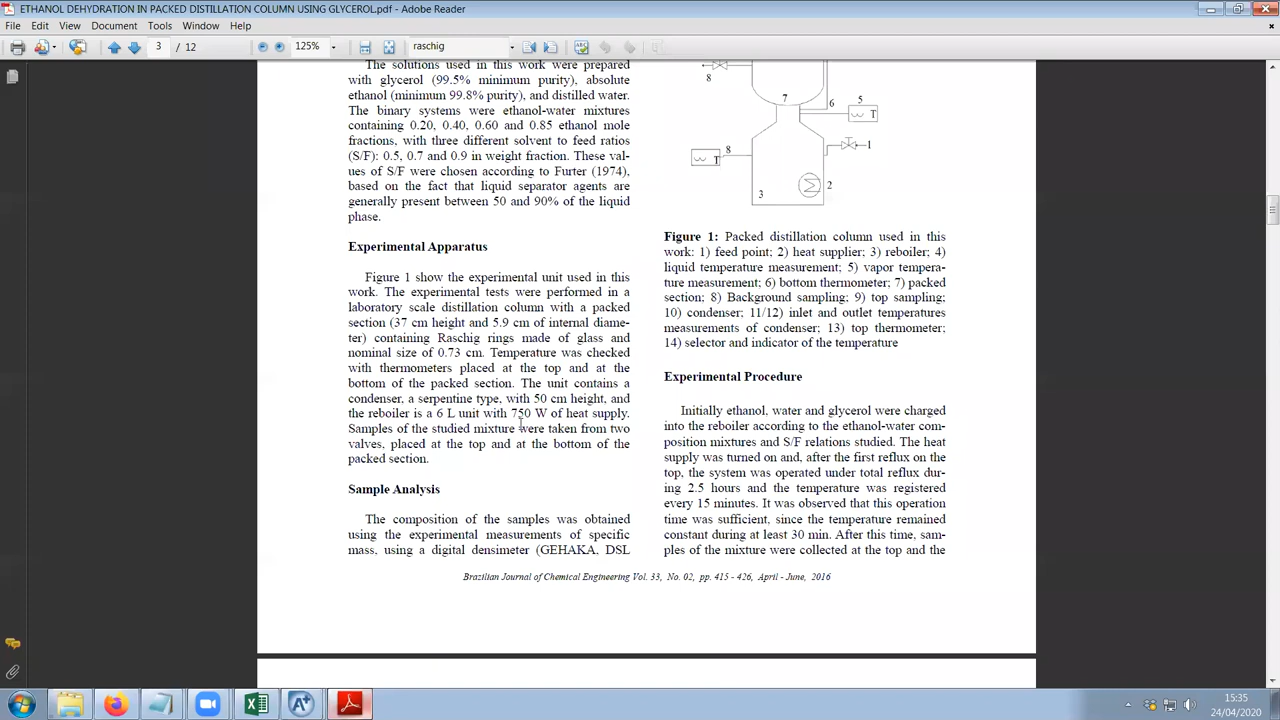 ETHANOL DEHYDRATION IN PACKED DISTILLATION COLUMN USING GLYCEROL.pdf - Adobe Reader
File Edit View Document Tools Window Help
3 / 12 125% raschig
The solutions used in this work were prepared
with glycerol (99.5% minimum purity), absolute
ethanol (minimum 99.8% purity), and distilled water.
The binary systems were ethanol-water mixtures
containing 0.20, 0.40, 0.60 and 0.85 ethanol mole
fractions, with three different solvent to feed ratios
(S/F): 0.5, 0.7 and 0.9 in weight fraction. These val-
ues of S/F were chosen according to Furter (1974),
based on the fact that liquid separator agents are
generally present between 50 and 90% of the liquid
phase.
Experimental Apparatus
Figure 1 show the experimental unit used in this
work. The experimental tests were performed in a
laboratory scale distillation column with a packed
section (37 cm height and 5.9 cm of internal diame-
ter) containing Raschig rings made of glass and
nominal size of 0.73 cm. Temperature was checked
with thermometers placed at the top and at the
bottom of the packed section. The unit contains a
condenser, a serpentine type, with 50 cm height, and
the reboiler is a 6 L unit with 750 W of heat supply.
Samples of the studied mixture were taken from two
valves, placed at the top and at the bottom of the
packed section.
Sample Analysis
The composition of the samples was obtained
using the experimental measurements of specific
mass, using a digital densimeter (GEHAKA, DSL
8
7
6
5
T
8
T
1
2
3
Figure 1: Packed distillation column used in this
work: 1) feed point; 2) heat supplier; 3) reboiler; 4)
liquid temperature measurement; 5) vapor tempera-
ture measurement; 6) bottom thermometer; 7) packed
section; 8) Background sampling; 9) top sampling;
10) condenser; 11/12) inlet and outlet temperatures
measurements of condenser; 13) top thermometer;
14) selector and indicator of the temperature
Experimental Procedure
Initially ethanol, water and glycerol were charged
into the reboiler according to the ethanol-water com-
position mixtures and S/F relations studied. The heat
supply was turned on and, after the first reflux on the
top, the system was operated under total reflux dur-
ing 2.5 hours and the temperature was registered
every 15 minutes. It was observed that this operation
time was sufficient, since the temperature remained
constant during at least 30 min. After this time, sam-
ples of the mixture were collected at the top and the
Brazilian Journal of Chemical Engineering Vol. 33, No. 02, pp. 415 - 426, April - June, 2016
15:35
24/04/2020